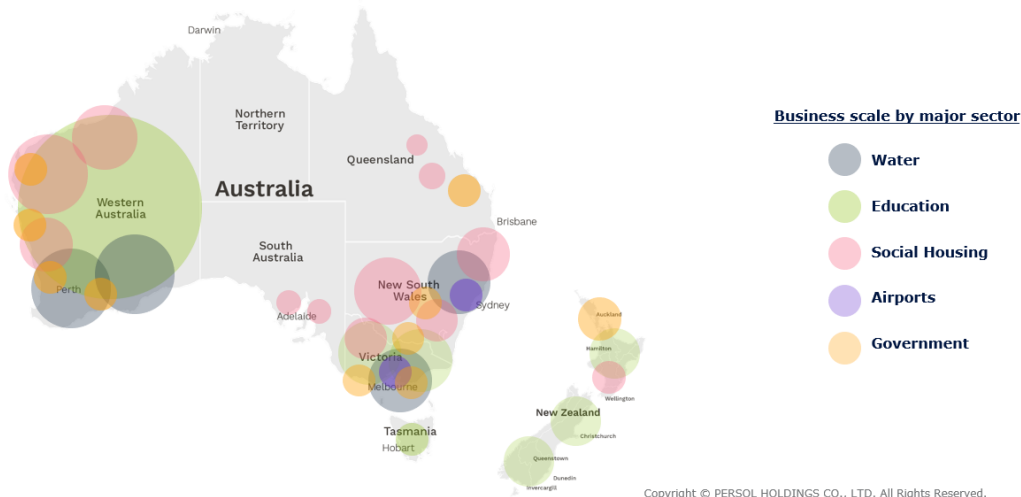 Darwin
Northern
Territory
Queensland
Australia
Western
Australia
Brisbane
South
Australia
Perth
New South
Wales
Sydney
Adelaide
Victoria
Melbourne
Tasmania
Hobart
Auckland
Hamilton
Wellington
New Zealand
Christchurch
Queenstown
Dunedin
Invercargill
Business scale by major sector
Water
Education
Social Housing
Airports
Government
Copyright © PERSOL HOLDINGS CO., LTD. All Rights Reserved.